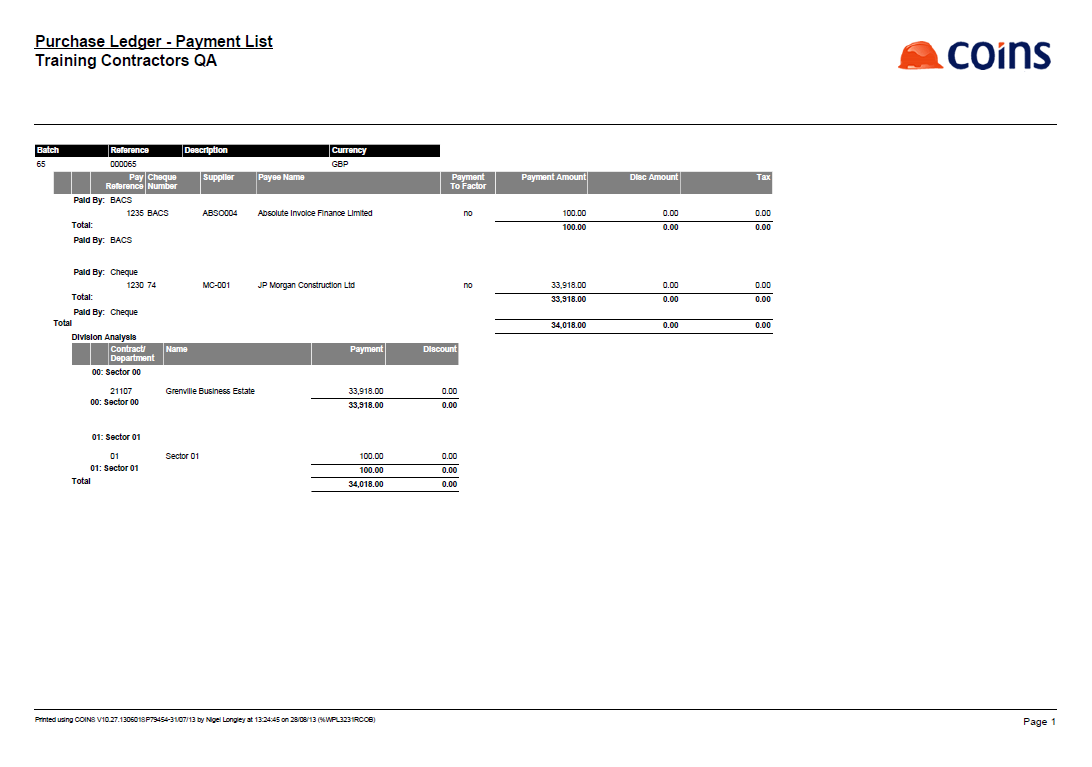 Purchase Ledger - Payment List
Training Contractors QA
coins
Batch Reference Description Currency
65 000065 GBP
Pay Reference Cheque Number Supplier Payee Name Payment To Factor Payment Amount Disc Amount Tax
Paid By: BACS
1235 BACS ABSO004 Absolute Invoice Finance Limited no 100.00 0.00 0.00
Total: 100.00 0.00 0.00
Paid By: BACS
Paid By: Cheque
1230 74 MC-001 JP Morgan Construction Ltd no 33,918.00 0.00 0.00
Total: 33,918.00 0.00 0.00
Paid By: Cheque
Total 34,018.00 0.00 0.00
Division Analysis
Contract/ Department Name Payment Discount
00: Sector 00
21107 Grenville Business Estate 33,918.00 0.00
00: Sector 00 33,918.00 0.00
01: Sector 01
01 Sector 01 100.00 0.00
01: Sector 01 100.00 0.00
Total 34,018.00 0.00
Printed using COINS V10.27.130601SP79454-31/07/13 by Nigel Longley at 13:24:45 on 28/08/13 (%WPL3231RCOB)
Page 1